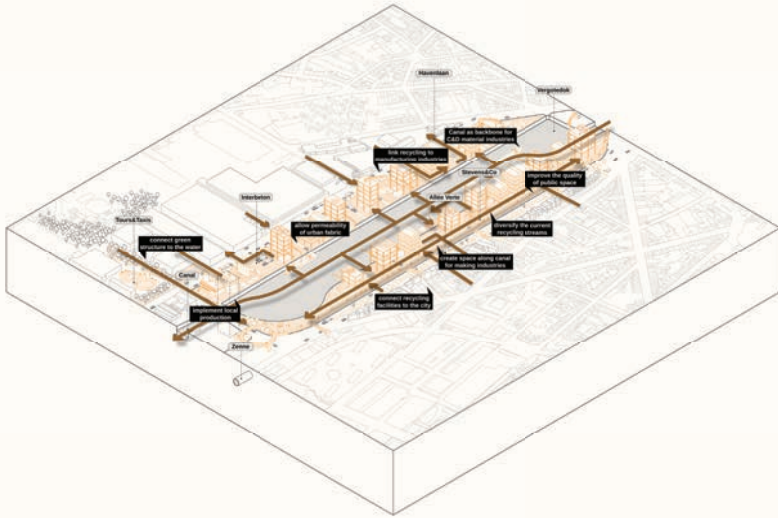 Havenlaan
Vergotedok
Canal as backbone for
C&D material industries
link recycling to
manufacturing industries
Stevens&Co
Improve the quality
of public space
Interbeton
Allée Verte
Tours&Taxis
allow permeability
of urban fabric
diversify the current
recycling streams
connect green
structure to the water
create space along canal
for making industries
Canal
connect recycling
facilities to the city
implement local
production
Zenne